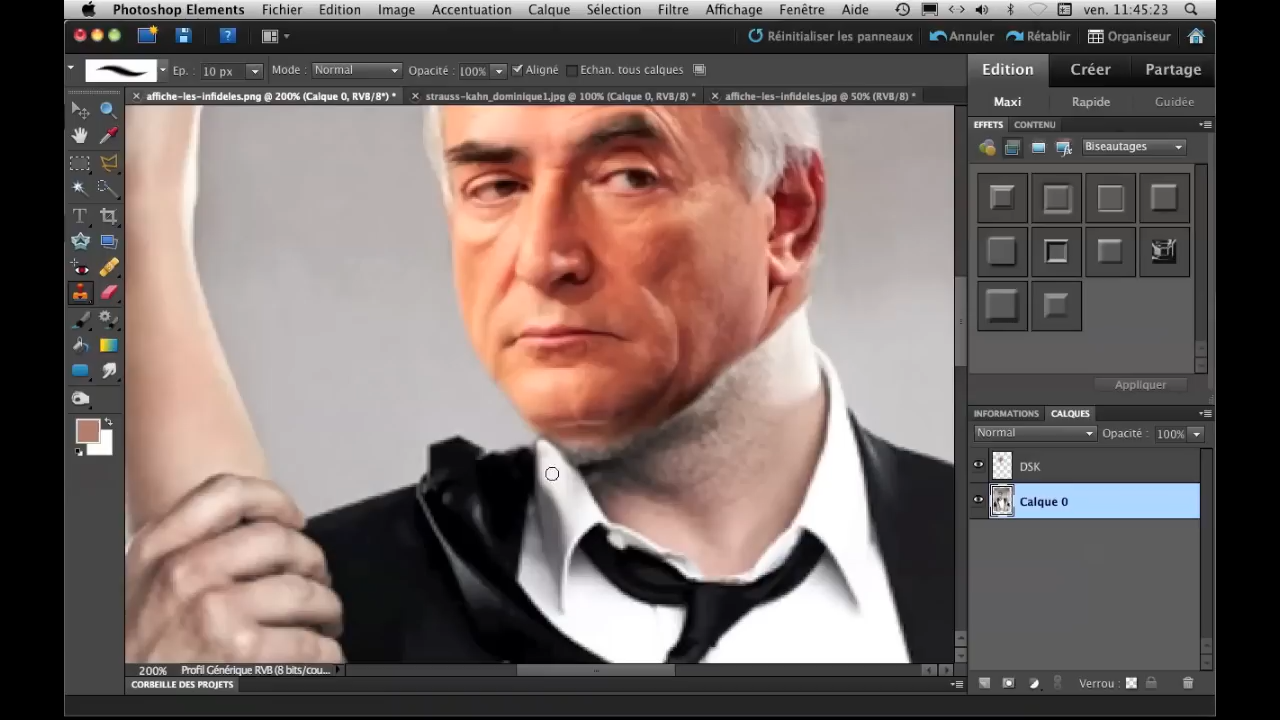 Photoshop Elements Fichier Edition Image Accentuation Calque Sélection Filtre Affichage Fenêtre Aide ven. 11:45:23
Réinitialiser les panneaux Annuler Rétablir Organiseur
Ep. : 10 px Mode : Normal Opacité : 100% Aligné Echan. tous calques
Edition Créer Partage
affiche-les-infideles.png @ 200% (Calque 0, RVB/8*) * strauss-kahn_dominique1.jpg @ 100% (Calque 0, RVB/8) * affiche-les-infideles.jpg @ 50% (RVB/8) *
Maxi Rapide Guidée
EFFETS CONTENU
Biseautages
Appliquer
INFORMATIONS CALQUES
Normal Opacité : 100%
DSK
Calque 0
200% Profil Générique RVB (8 bits/cou...
CORBEILLE DES PROJETS
Verrou :